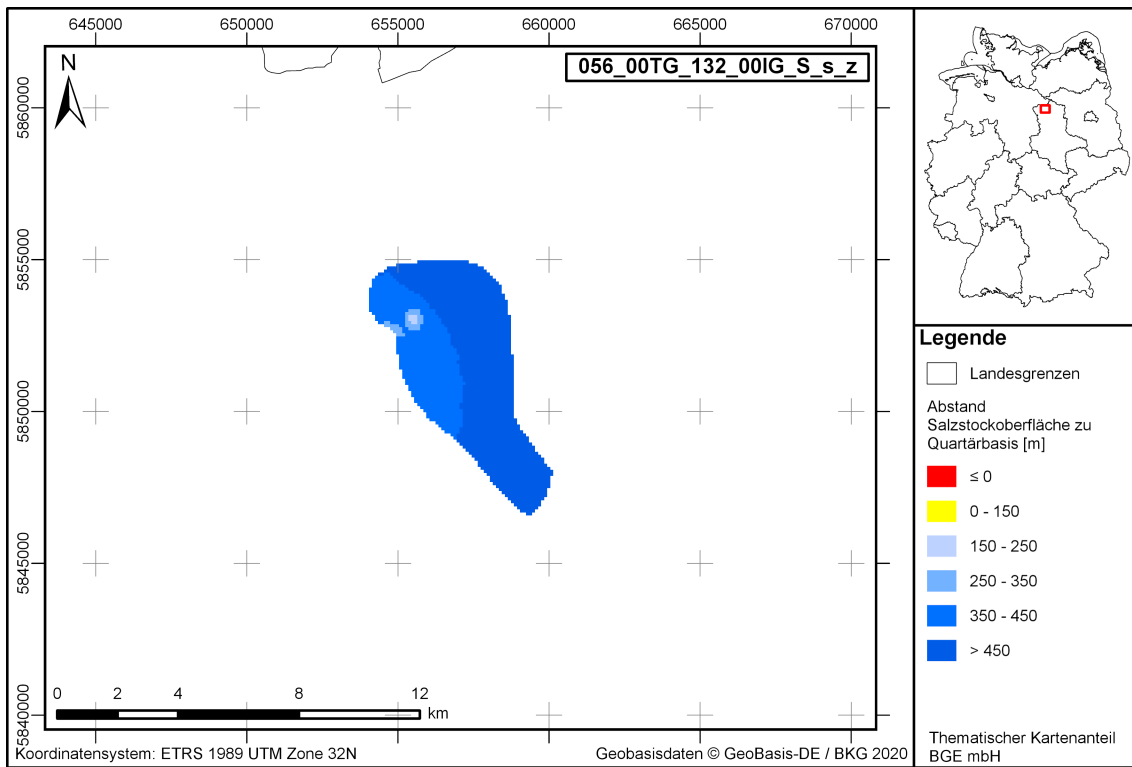 645000 650000 655000 660000 665000 670000
056_00TG_132_00IG_S_s_z
N
5860000
5855000
5850000
5845000
5840000
0 2 4 8 12
km
Koordinatensystem: ETRS 1989 UTM Zone 32N
Geobasisdaten © GeoBasis-DE / BKG 2020
Legende
Landesgrenzen
Abstand
Salzstockoberfläche zu
Quartärbasis [m]
≤ 0
0 - 150
150 - 250
250 - 350
350 - 450
> 450
Thematischer Kartenanteil
BGE mbH